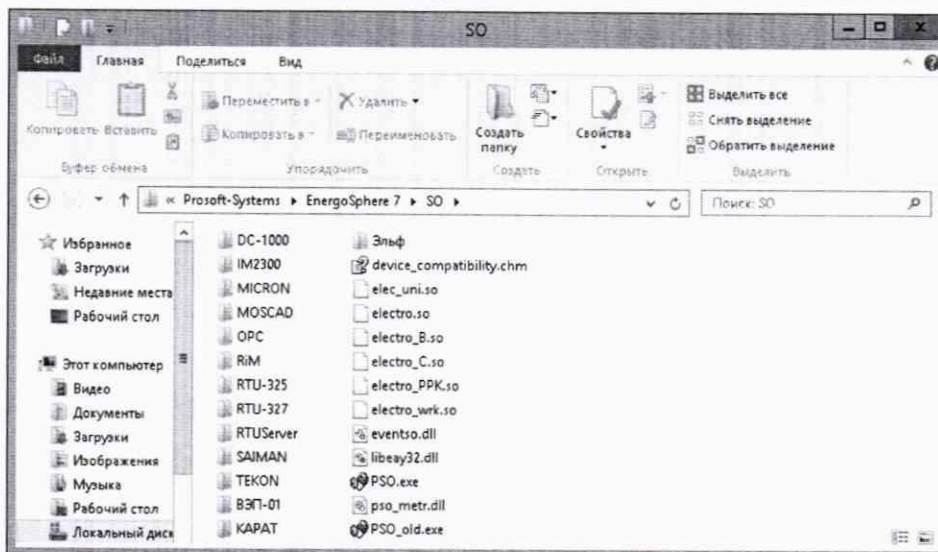 SO
Файл Главная Поделиться Вид
Копировать Вставить
Переместить в
Копировать в
Удалить
Переименовать
Создать папку
Свойства
Выделить все
Снять выделение
Обратить выделение
Буфер обмена Упорядочить Создать Открыть Выделить
« Prosoft-Systems EnergoSphere 7 SO
Поиск: SO
Избранное
Загрузки
Недавние места
Рабочий стол
Этот компьютер
Видео
Документы
Загрузки
Изображения
Музыка
Рабочий стол
Локальный диск
DC-1000
IM2300
MICRON
MOSCAD
OPC
RiM
RTU-325
RTU-327
RTUServer
SAIMAN
TEKON
ВЭП-01
КАРАТ
Эльф
device_compatibility.chm
elec_uni.so
electro.so
electro_B.so
electro_C.so
electro_PPK.so
electro_wrk.so
eventso.dll
libeay32.dll
PSO.exe
pso_metr.dll
PSO_old.exe